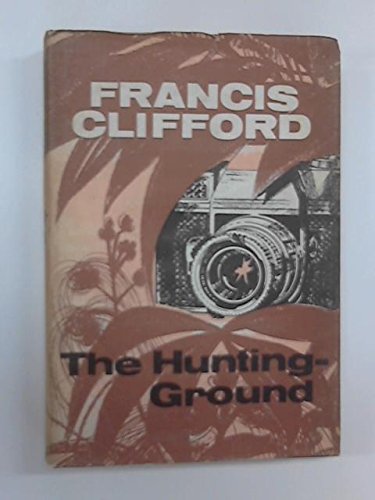 FRANCIS
CLIFFORD
The Hunting-
Ground